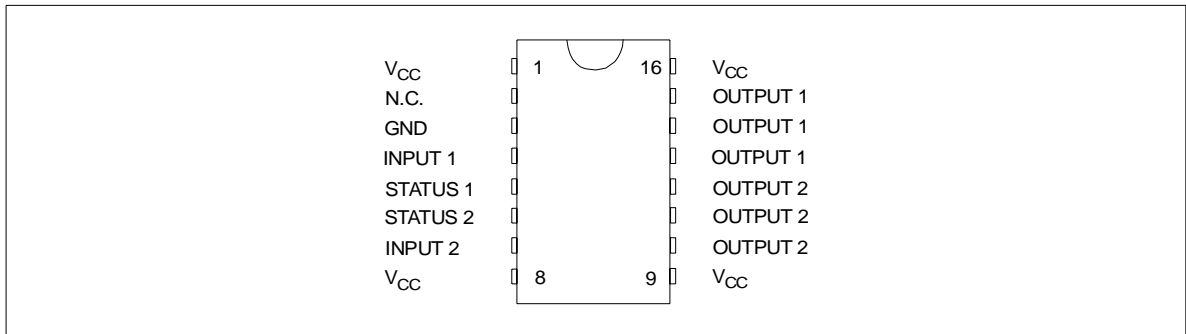 V_CC 1 16 V_CC
N.C. OUTPUT 1
GND OUTPUT 1
INPUT 1 OUTPUT 1
STATUS 1 OUTPUT 2
STATUS 2 OUTPUT 2
INPUT 2 OUTPUT 2
V_CC 8 9 V_CC